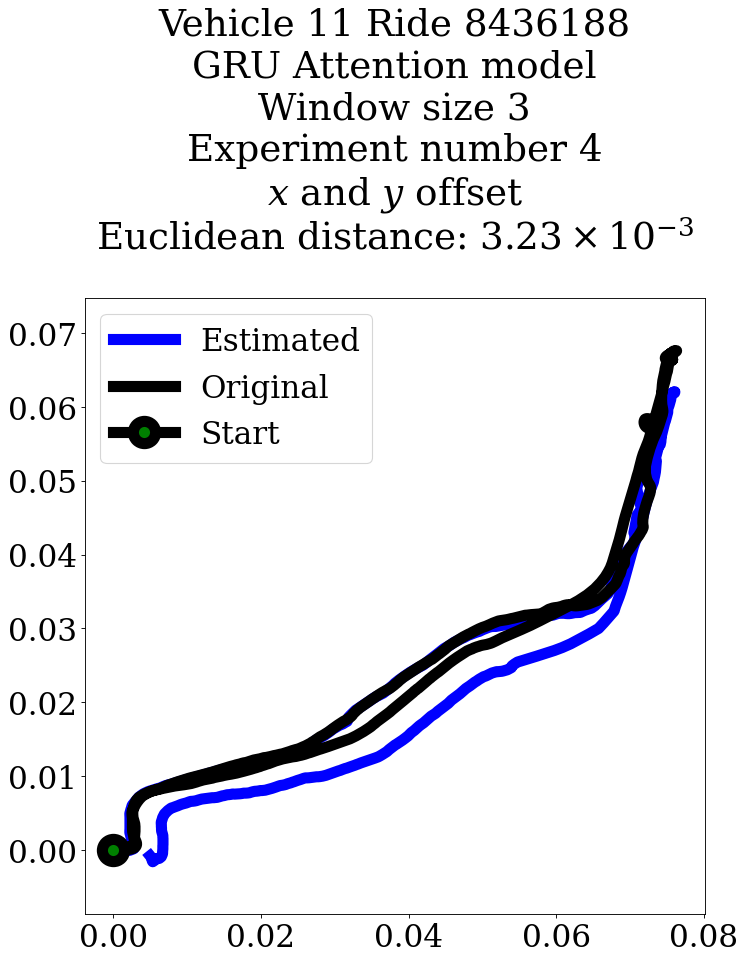 Vehicle 11 Ride 8436188
GRU Attention model
Window size 3
Experiment number 4
x and y offset
Euclidean distance: 3.23 × 10⁻³
Estimated
Original
Start
0.07
0.06
0.05
0.04
0.03
0.02
0.01
0.00
0.00 0.02 0.04 0.06 0.08